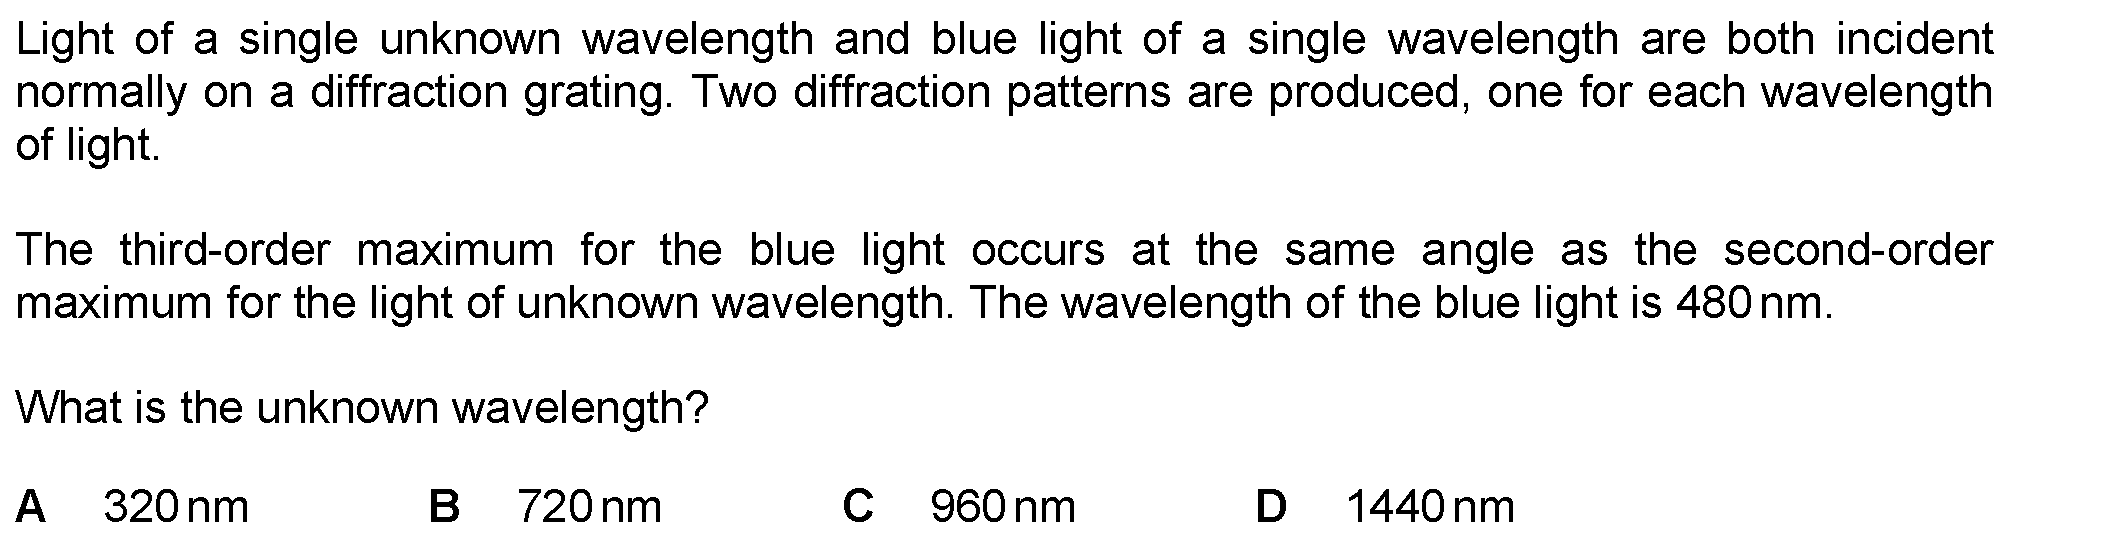 Light of a single unknown wavelength and blue light of a single wavelength are both incident
normally on a diffraction grating. Two diffraction patterns are produced, one for each wavelength
of light.
The third-order maximum for the blue light occurs at the same angle as the second-order
maximum for the light of unknown wavelength. The wavelength of the blue light is 480 nm.
What is the unknown wavelength?
A 320 nm B 720 nm C 960 nm D 1440 nm